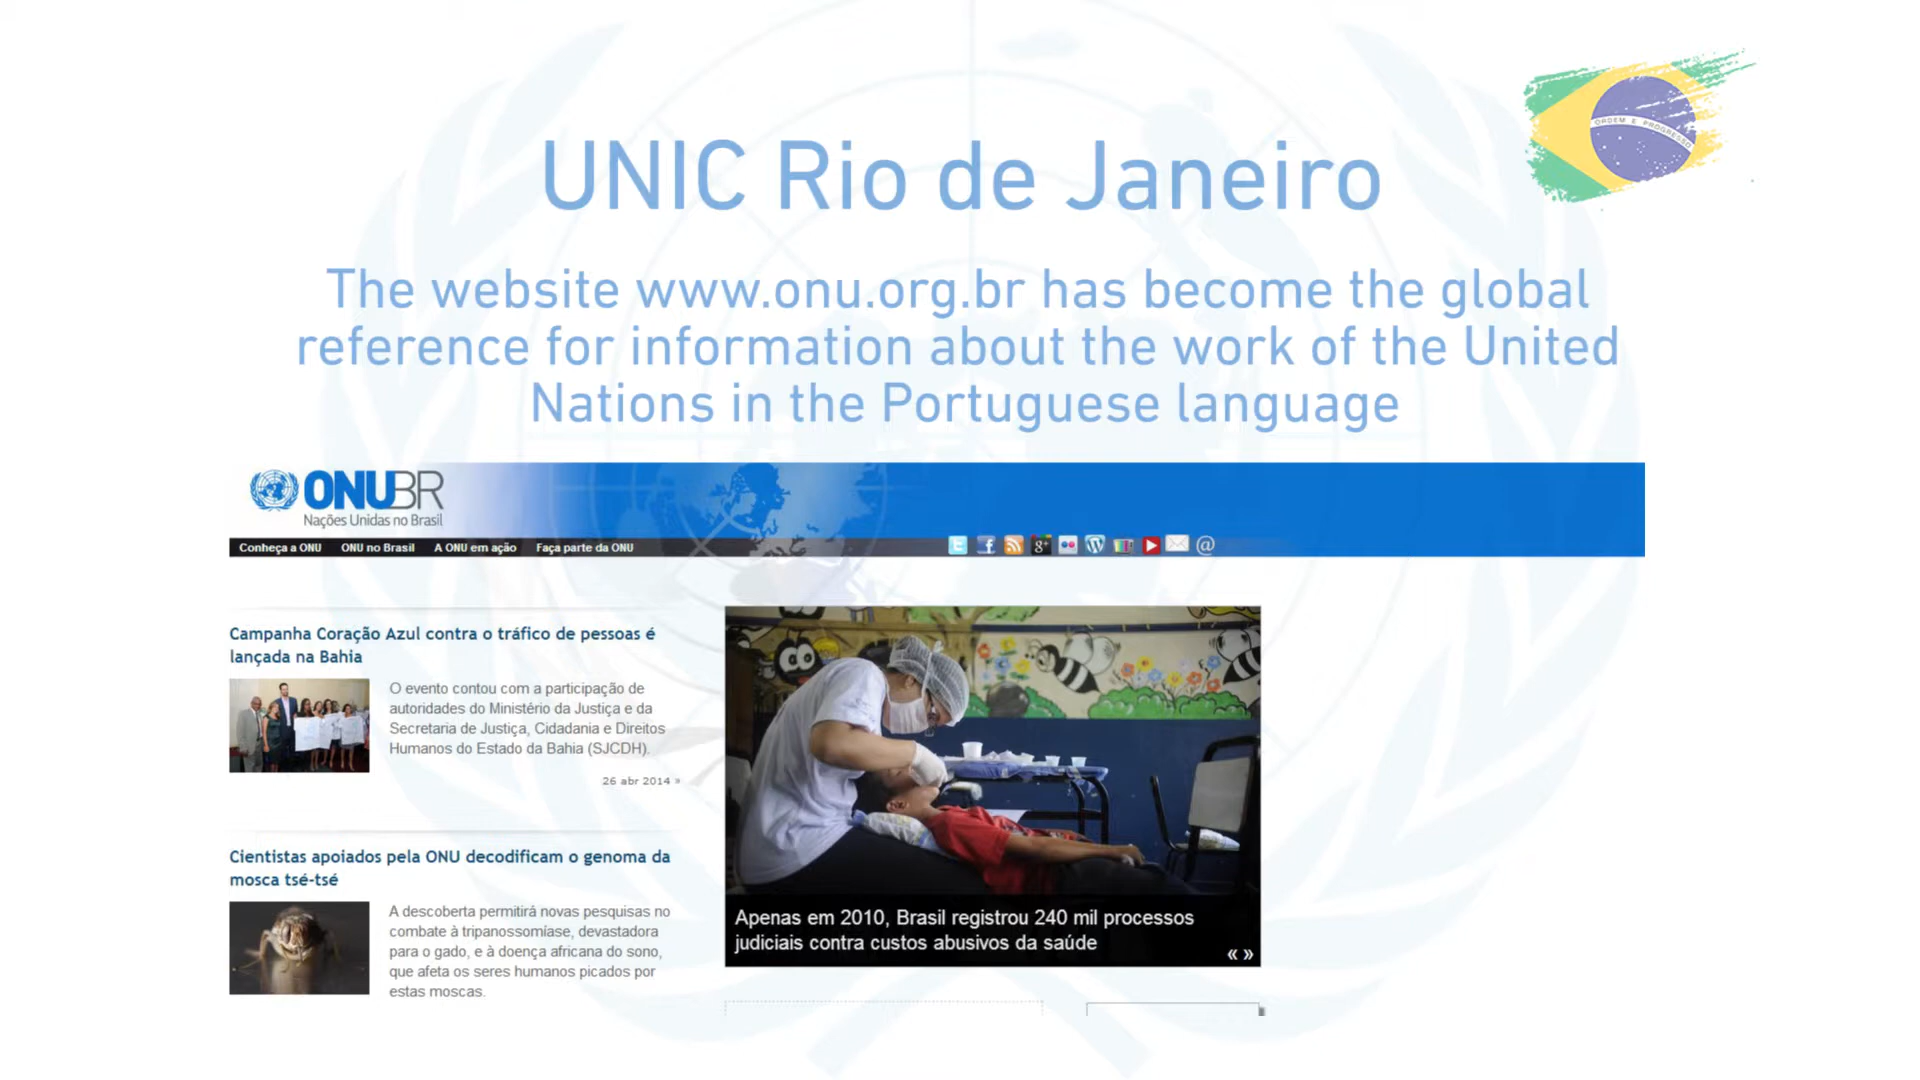 ORDEM E PROGRESSO
UNIC Rio de Janeiro
The website www.onu.org.br has become the global
reference for information about the work of the United
Nations in the Portuguese language
ONUBR
Nações Unidas no Brasil
Conheça a ONU ONU no Brasil A ONU em ação Faça parte da ONU
Campanha Coração Azul contra o tráfico de pessoas é
lançada na Bahia
O evento contou com a participação de
autoridades do Ministério da Justiça e da
Secretaria de Justiça, Cidadania e Direitos
Humanos do Estado da Bahia (SJCDH).
26 abr 2014 »
Cientistas apoiados pela ONU decodificam o genoma da
mosca tsé-tsé
A descoberta permitirá novas pesquisas no
combate à tripanossomíase, devastadora
para o gado, e à doença africana do sono,
que afeta os seres humanos picados por
estas moscas.
Apenas em 2010, Brasil registrou 240 mil processos
judiciais contra custos abusivos da saúde
« »